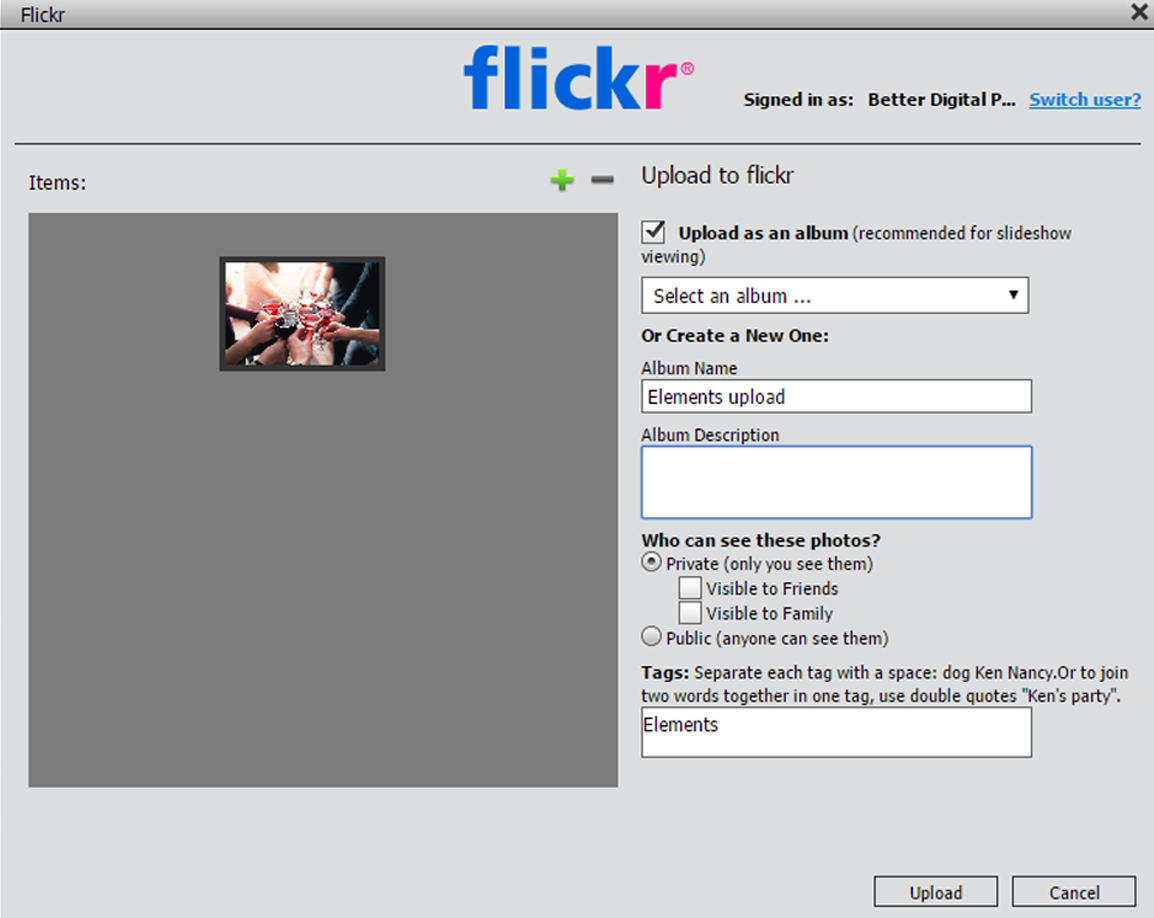 Flickr
flickr®
Signed in as: Better Digital P... Switch user?
Items:
Upload to flickr
Upload as an album (recommended for slideshow
viewing)
Select an album ...
Or Create a New One:
Album Name
Elements upload
Album Description
Who can see these photos?
Private (only you see them)
Visible to Friends
Visible to Family
Public (anyone can see them)
Tags: Separate each tag with a space: dog Ken Nancy.Or to join
two words together in one tag, use double quotes "Ken's party".
Elements
Upload Cancel